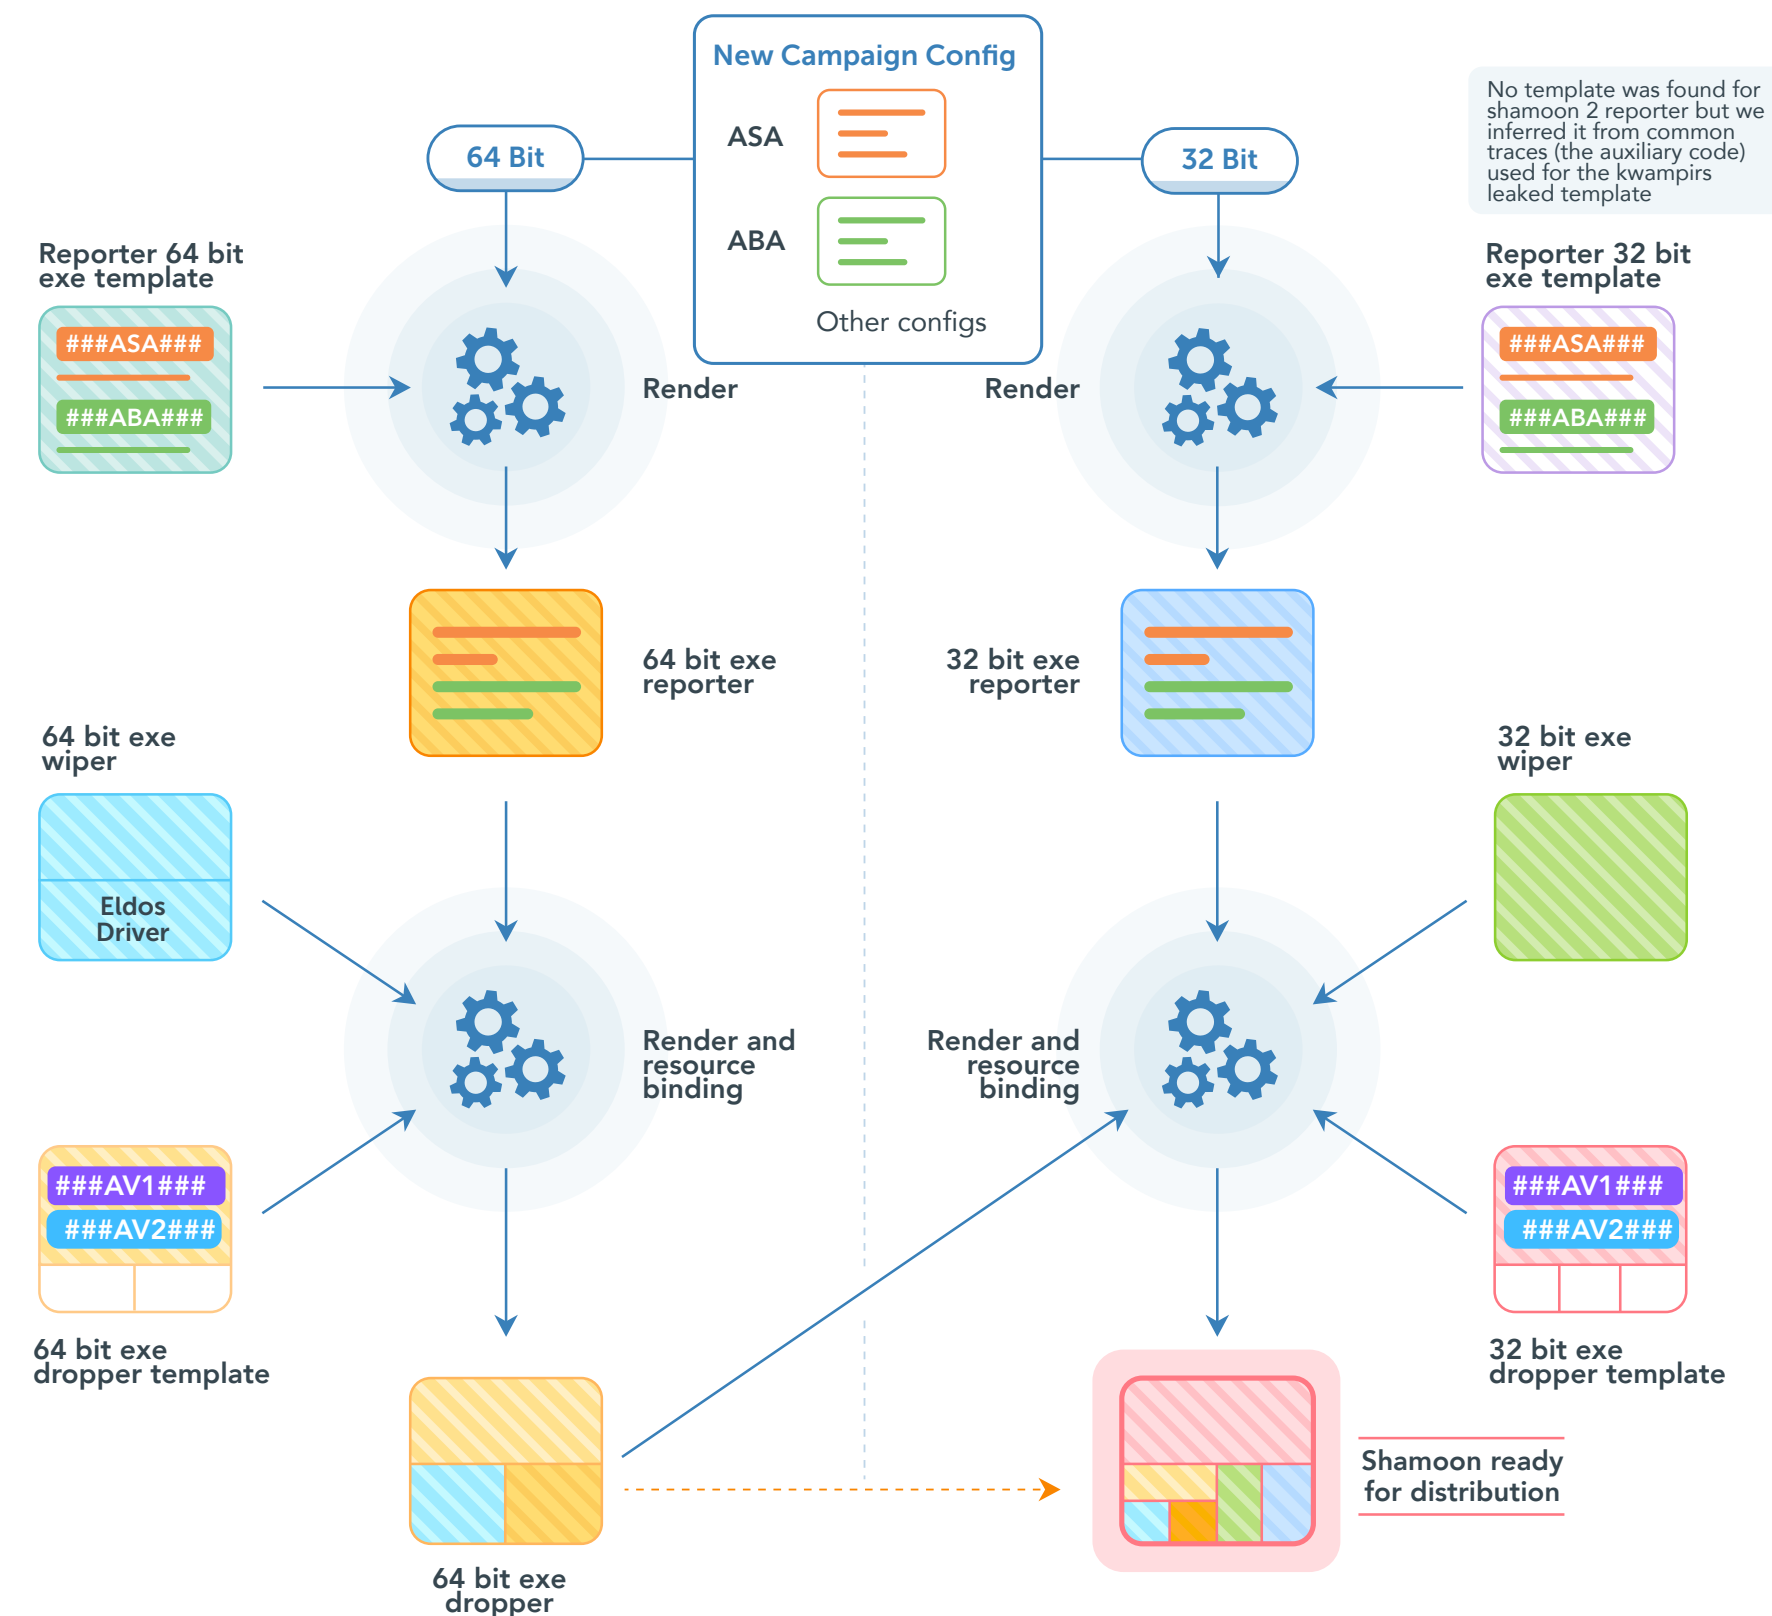 New Campaign Config
ASA
ABA
Other configs
64 Bit
32 Bit
No template was found for
shamoon 2 reporter but we
inferred it from common
traces (the auxiliary code)
used for the kwampirs
leaked template
Reporter 64 bit
exe template
###ASA###
###ABA###
Render
Render
Reporter 32 bit
exe template
###ASA###
###ABA###
64 bit exe
reporter
32 bit exe
reporter
64 bit exe
wiper
Eldos
Driver
32 bit exe
wiper
Render and
resource
binding
Render and
resource
binding
###AV1###
###AV2###
64 bit exe
dropper template
###AV1###
###AV2###
32 bit exe
dropper template
64 bit exe
dropper
Shamoon ready
for distribution